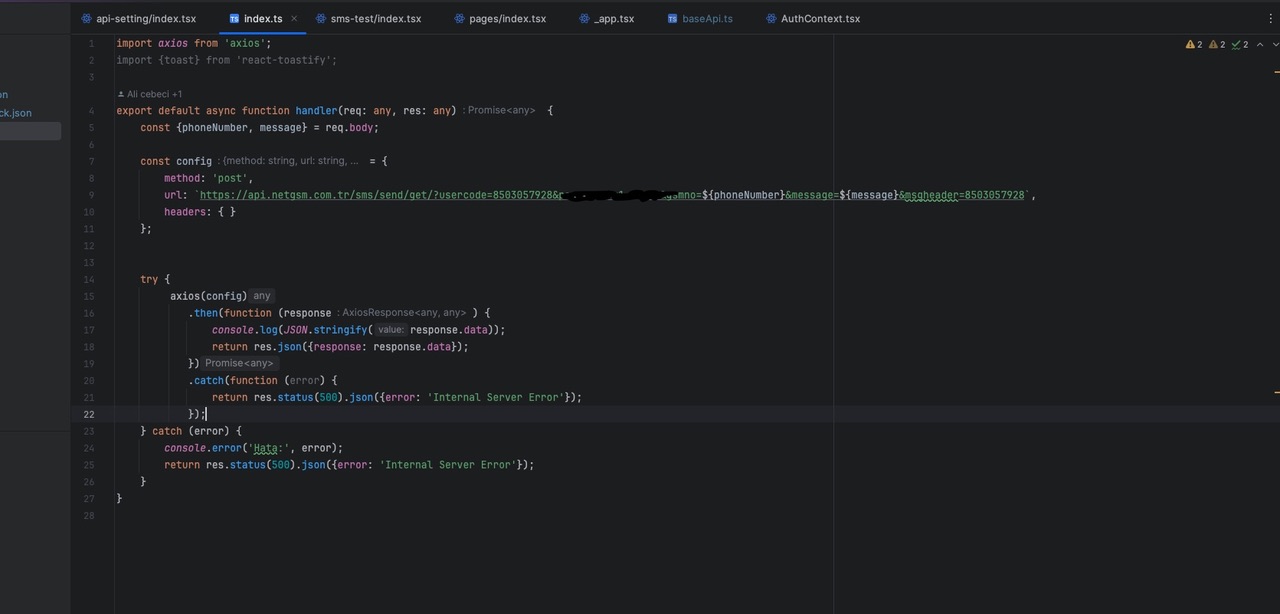 api-setting/index.tsx
TS index.ts ×
sms-test/index.tsx
pages/index.tsx
_app.tsx
TS baseApi.ts
AuthContext.tsx
on
ck.json
2 2 2
1 import axios from 'axios';
2 import {toast} from 'react-toastify';
3
Ali cebeci +1
4 export default async function handler(req: any, res: any) : Promise<any> {
5 const {phoneNumber, message} = req.body;
6
7 const config : {method: string, url: string, ... = {
8 method: 'post',
9 url: `https://api.netgsm.com.tr/sms/send/get/?usercode=8503057928&p smno=${phoneNumber}&message=${message}&msgheader=8503057928`,
10 headers: { }
11 };
12
13
14 try {
15 axios(config) any
16 .then(function (response : AxiosResponse<any, any> ) {
17 console.log(JSON.stringify( value: response.data));
18 return res.json({response: response.data});
19 }) Promise<any>
20 .catch(function (error) {
21 return res.status(500).json({error: 'Internal Server Error'});
22 });
23 } catch (error) {
24 console.error('Hata:', error);
25 return res.status(500).json({error: 'Internal Server Error'});
26 }
27 }
28